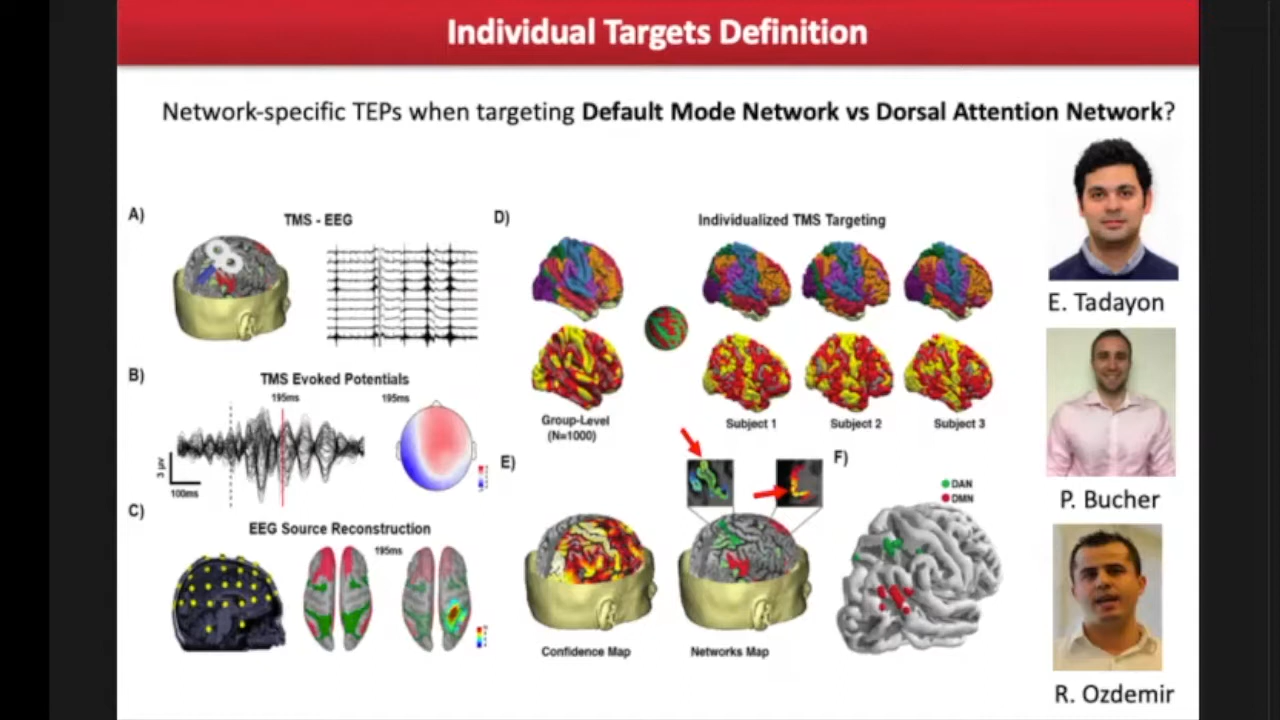 Individual Targets Definition
Network-specific TEPs when targeting Default Mode Network vs Dorsal Attention Network?
A)
TMS - EEG
B)
TMS Evoked Potentials
195ms
195ms
3 μv
100ms
C)
EEG Source Reconstruction
195ms
D)
Individualized TMS Targeting
Group-Level
(N=1000)
Subject 1
Subject 2
Subject 3
E)
Confidence Map
Networks Map
F)
DAN
DMN
E. Tadayon
P. Bucher
R. Ozdemir